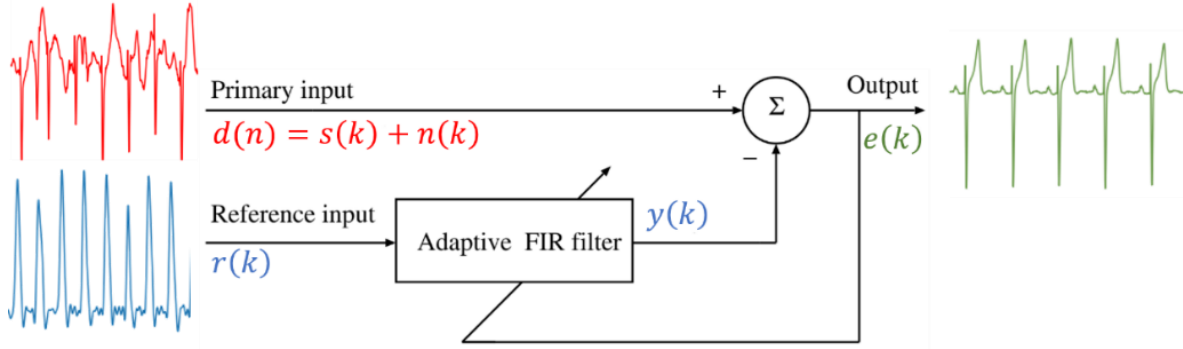 Primary input
+
Σ
Output
d(n) = s(k) + n(k)
e(k)
−
Reference input
y(k)
Adaptive FIR filter
r(k)